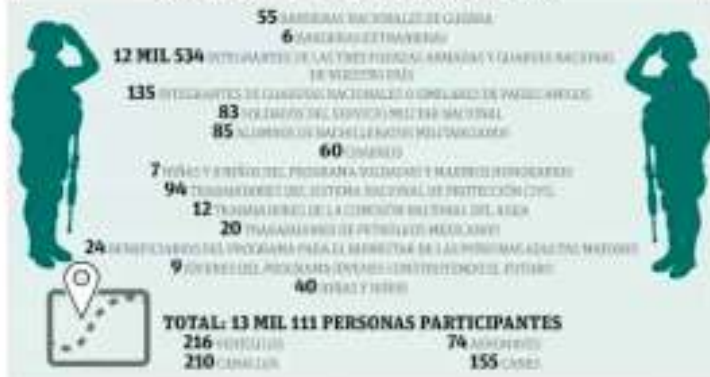 55 BANDERAS NACIONALES DE GUERRA
6 BANDERAS EXTRANJERAS
12 MIL 534 INTEGRANTES DE LAS TRES FUERZAS ARMADAS Y GUARDIA NACIONAL
DE NUESTRO PAÍS
135 INTEGRANTES DE GUARDIAS NACIONALES O SIMILARES DE PAÍSES AMIGOS
83 SOLDADOS DEL SERVICIO MILITAR NACIONAL
85 ALUMNOS DE BACHILLERATOS MILITARIZADOS
60 CHARROS
7 NIÑAS Y NIÑOS DEL PROGRAMA SOLDADOS Y MARINOS HONORARIOS
94 TRABAJADORES DEL SISTEMA NACIONAL DE PROTECCIÓN CIVIL
12 TRABAJADORES DE LA COMISIÓN NACIONAL DEL AGUA
20 TRABAJADORES DE PETRÓLEOS MEXICANOS
24 BENEFICIARIOS DEL PROGRAMA PARA EL BIENESTAR DE LAS PERSONAS ADULTAS MAYORES
9 JÓVENES DEL PROGRAMA JÓVENES CONSTRUYENDO EL FUTURO
40 NIÑAS Y NIÑOS
TOTAL: 13 MIL 111 PERSONAS PARTICIPANTES
216 VEHÍCULOS
74 AERONAVES
210 CABALLOS
155 CANES